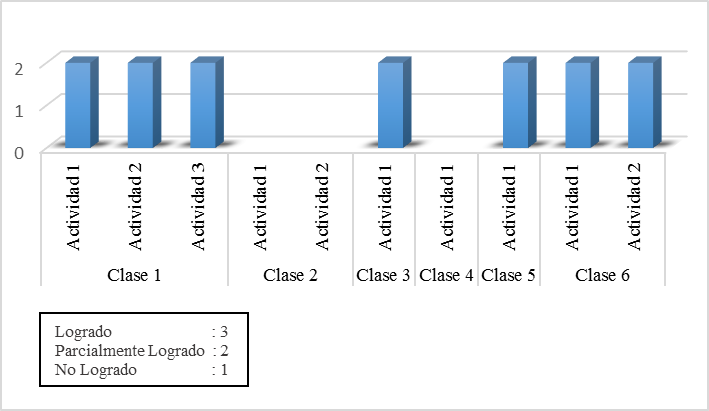 2
1
0
Actividad 1
Actividad 2
Actividad 3
Actividad 1
Actividad 2
Actividad 1
Actividad 1
Actividad 1
Actividad 1
Actividad 2
Clase 1
Clase 2
Clase 3
Clase 4
Clase 5
Clase 6
Logrado : 3
Parcialmente Logrado : 2
No Logrado : 1